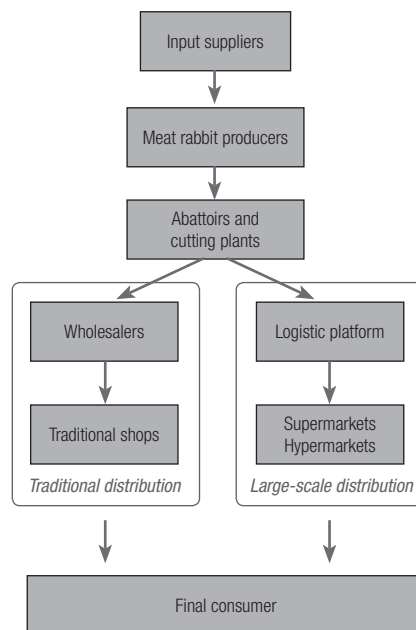 Input suppliers
Meat rabbit producers
Abattoirs and
cutting plants
Wholesalers
Traditional shops
Traditional distribution
Logistic platform
Supermarkets
Hypermarkets
Large-scale distribution
Final consumer